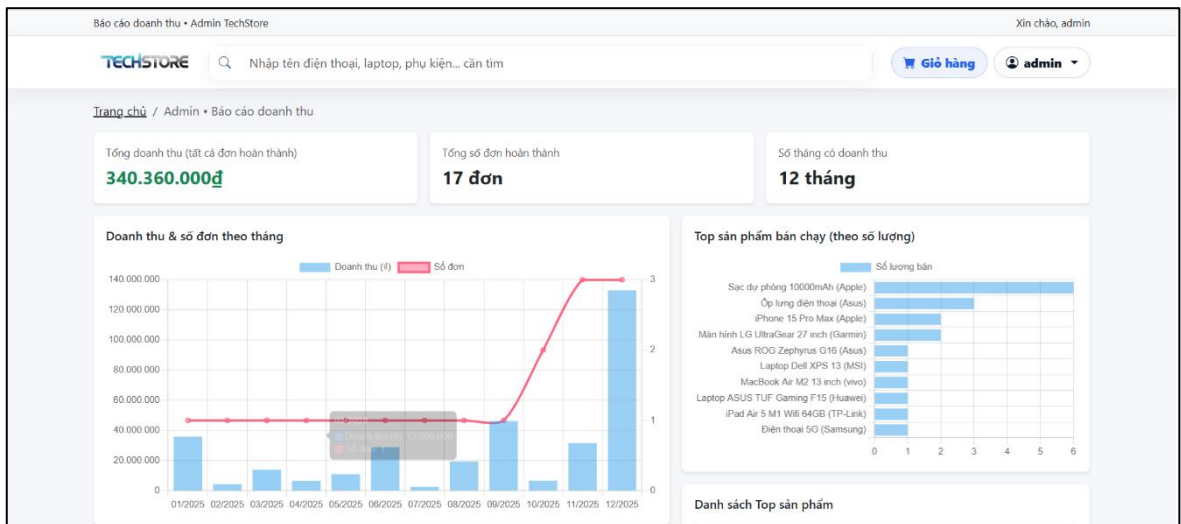 Báo cáo doanh thu • Admin TechStore
Xin chào, admin
TECHSTORE
Nhập tên điện thoại, laptop, phụ kiện... cần tìm
Giỏ hàng
admin
Trang chủ / Admin • Báo cáo doanh thu
Tổng doanh thu (tất cả đơn hoàn thành)
340.360.000₫
Tổng số đơn hoàn thành
17 đơn
Số tháng có doanh thu
12 tháng
Doanh thu & số đơn theo tháng
Doanh thu (₫)
Số đơn
140.000.000
120.000.000
100.000.000
80.000.000
60.000.000
40.000.000
20.000.000
0
3
2
1
0
01/2025 02/2025 03/2025 04/2025 05/2025 06/2025 07/2025 08/2025 09/2025 10/2025 11/2025 12/2025
Top sản phẩm bán chạy (theo số lượng)
Số lượng bán
Sạc dự phòng 10000mAh (Apple)
Ốp lưng điện thoại (Asus)
iPhone 15 Pro Max (Apple)
Màn hình LG UltraGear 27 inch (Garmin)
Asus ROG Zephyrus G16 (Asus)
Laptop Dell XPS 13 (MSI)
MacBook Air M2 13 inch (vivo)
Laptop ASUS TUF Gaming F15 (Huawei)
iPad Air 5 M1 Wifi 64GB (TP-Link)
Điện thoại 5G (Samsung)
0 1 2 3 4 5 6
Danh sách Top sản phẩm